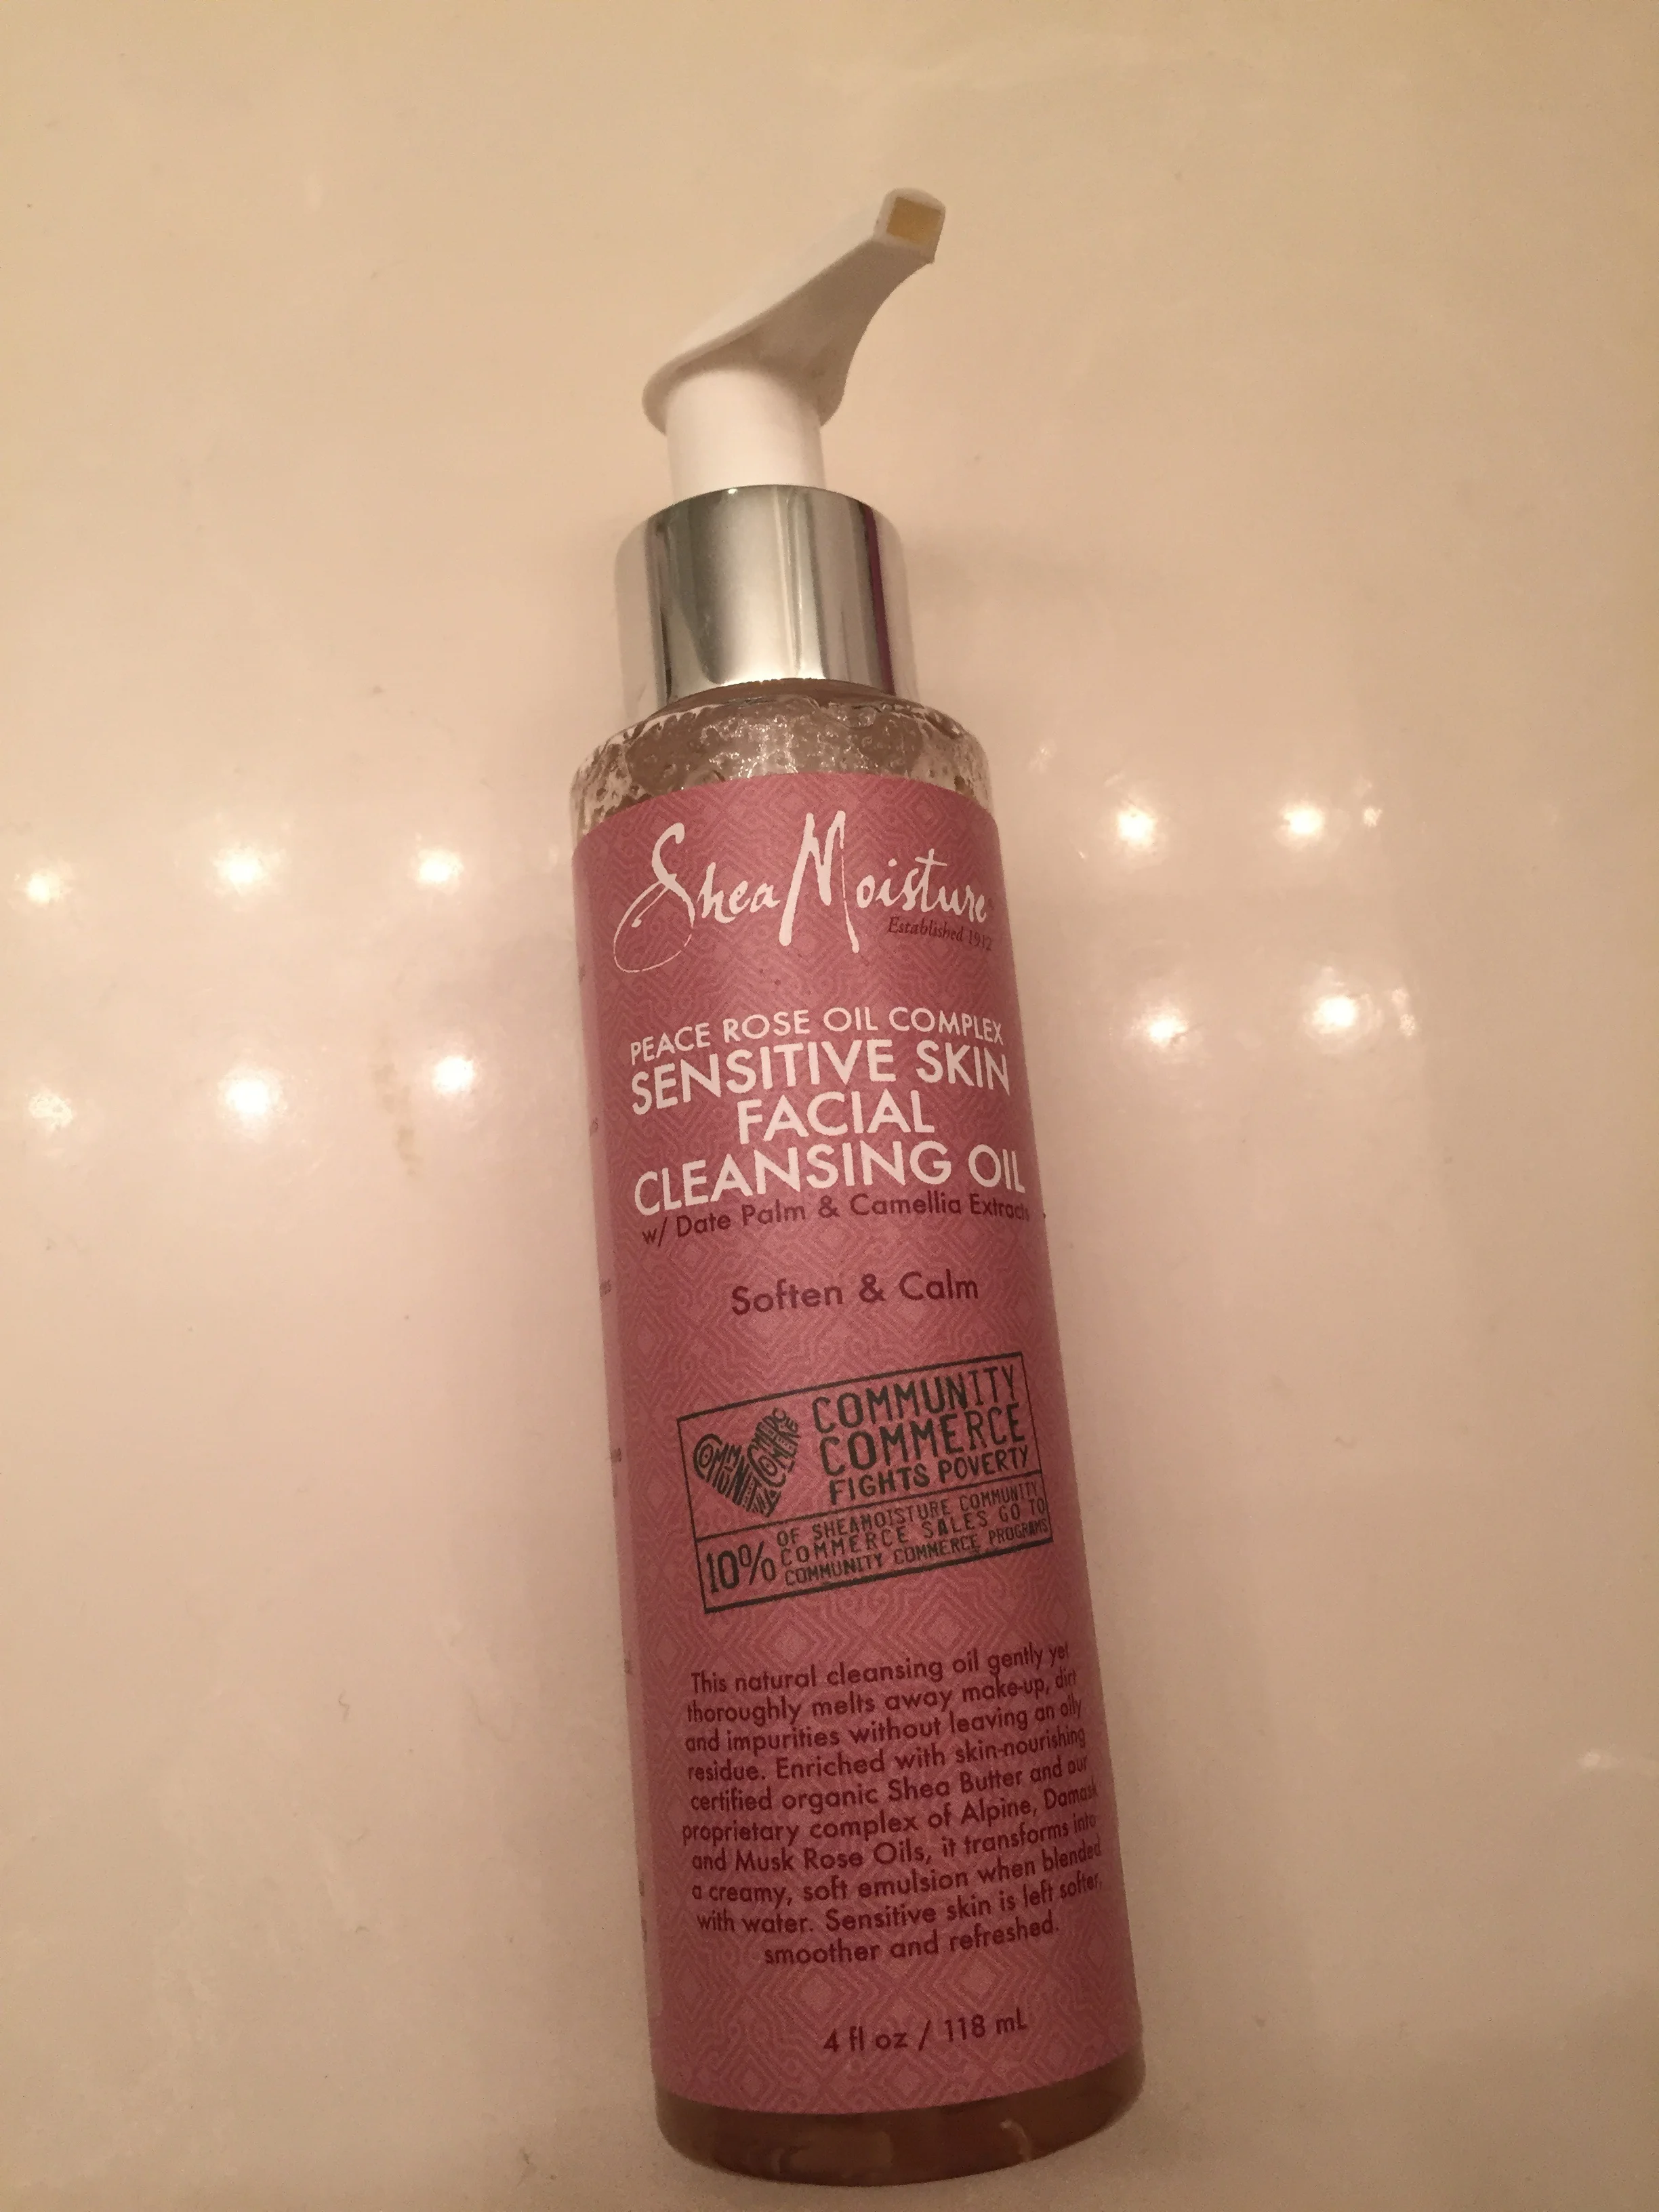 SheaMoisture
Established 1912
PEACE ROSE OIL COMPLEX
SENSITIVE SKIN
FACIAL
CLEANSING OIL
w/ Date Palm & Camellia Extracts
Soften & Calm
COMMUNITY COMMERCE
COMMUNITY
COMMERCE
FIGHTS POVERTY
10%
OF SHEAMOISTURE COMMUNITY
COMMERCE SALES GO TO
COMMUNITY COMMERCE PROGRAMS
This natural cleansing oil gently yet
thoroughly melts away make-up, dirt
and impurities without leaving an oily
residue. Enriched with skin-nourishing
certified organic Shea Butter and our
proprietary complex of Alpine, Damask
and Musk Rose Oils, it transforms into
a creamy, soft emulsion when blended
with water. Sensitive skin is left softer,
smoother and refreshed.
4 fl oz / 118 mL